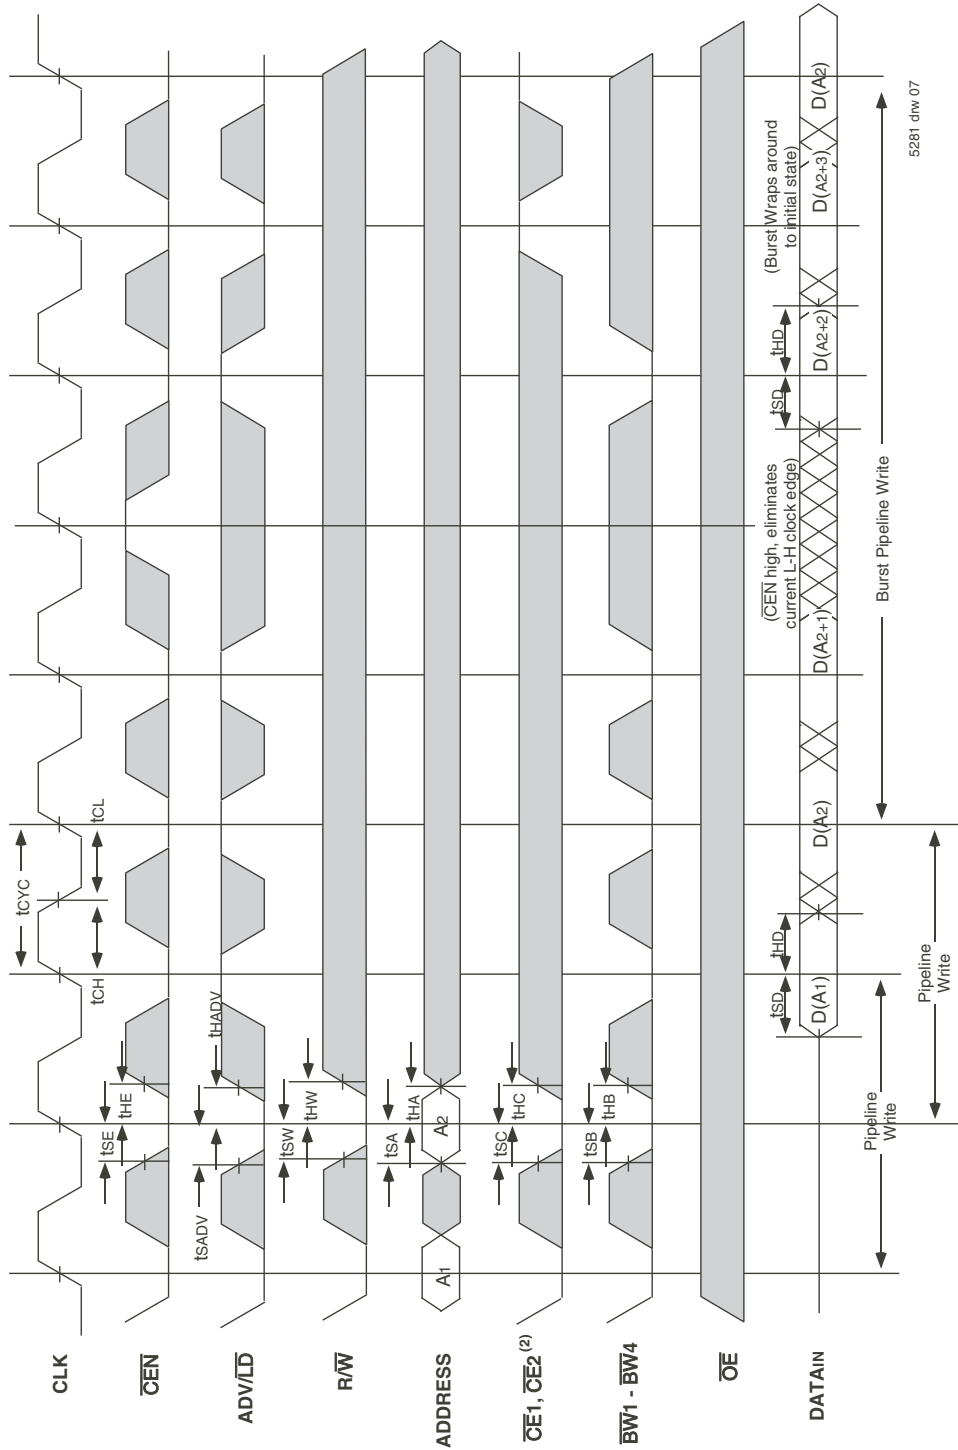 tCYC
tCH
tCL
CLK
tSE
tHE
CEN
tSADV
tHADV
ADV/LD
tSW
tHW
R/W
tSA
tHA
A1
A2
ADDRESS
tSC
tHC
CE1, CE2 (2)
tSB
tHB
BW1 - BW4
OE
(CEN high, eliminates
current L-H clock edge)
(Burst Wraps around
to initial state)
tSD
tHD
tSD
tHD
D(A1)
D(A2)
D(A2+1)
D(A2+2)
D(A2+3)
D(A2)
DATAIN
Pipeline
Write
Pipeline
Write
Burst Pipeline Write
5281 drw 07